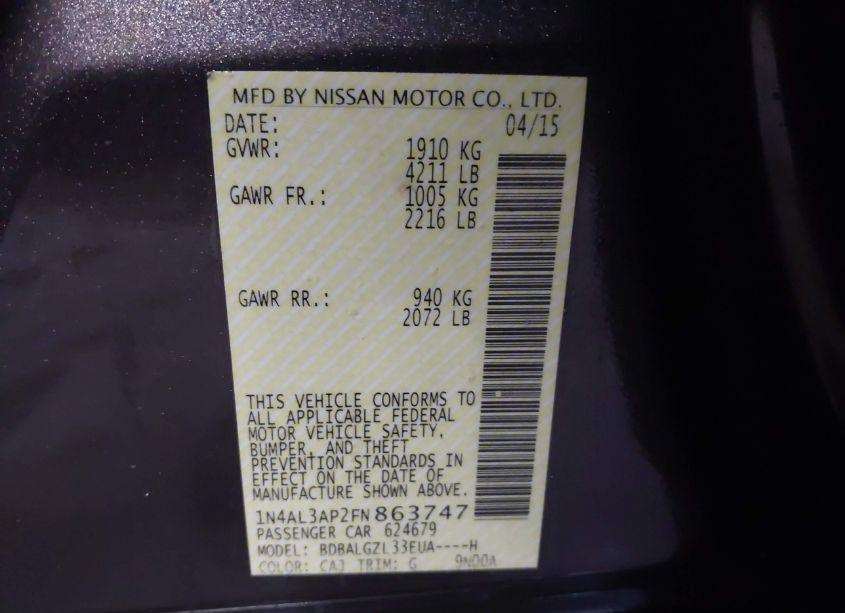 MFD BY NISSAN MOTOR CO., LTD.
DATE: 04/15
GVWR: 1910 KG
4211 LB
GAWR FR.: 1005 KG
2216 LB
GAWR RR.: 940 KG
2072 LB
THIS VEHICLE CONFORMS TO
ALL APPLICABLE FEDERAL
MOTOR VEHICLE SAFETY,
BUMPER, AND THEFT
PREVENTION STANDARDS IN
EFFECT ON THE DATE OF
MANUFACTURE SHOWN ABOVE.
1N4AL3AP2FN863747
PASSENGER CAR 624679
MODEL: BDBALGZL33EUA----H
COLOR: CAJ TRIM: G 9N00A